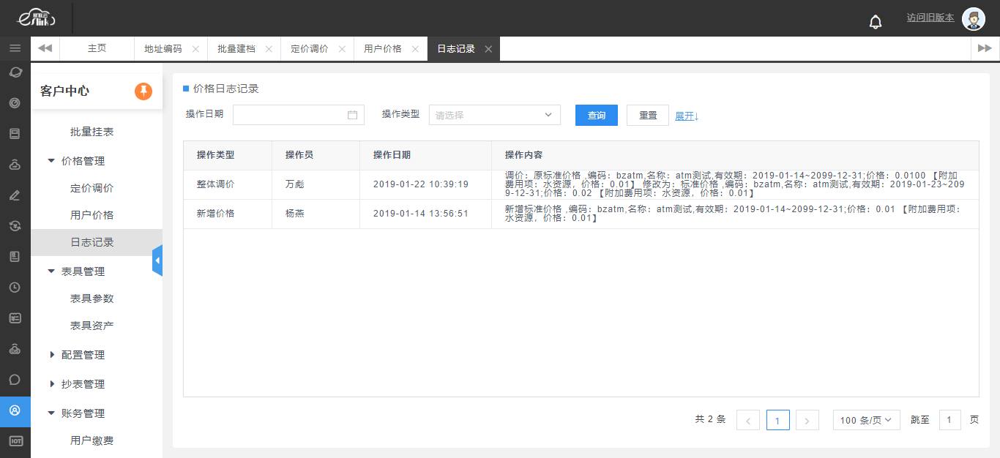 访问旧版本
主页
地址编码
批量建档
定价调价
用户价格
日志记录
客户中心
批量挂表
价格管理
定价调价
用户价格
日志记录
表具管理
表具参数
表具资产
配置管理
抄表管理
账务管理
用户缴费
IOT
价格日志记录
操作日期
操作类型 请选择
查询
重置
展开↓
操作类型 操作员 操作日期 操作内容
整体调价 万彪 2019-01-22 10:39:19
调价：原标准价格 ,编码：bzatm,名称：atm测试,有效期：2019-01-14~2099-12-31;价格：0.0100 【附加
费用项：水资源，价格：0.01】 修改为：标准价格 ,编码：bzatm,名称：atm测试,有效期：2019-01-23~209
9-12-31;价格：0.02 【附加费用项：水资源，价格：0.01】
新增价格 杨燕 2019-01-14 13:56:51
新增标准价格 ,编码：bzatm,名称：atm测试,有效期：2019-01-14~2099-12-31;价格：0.01 【附加费用项：
水资源，价格：0.01】
共 2 条 < 1 > 100 条/页 跳至 1 页